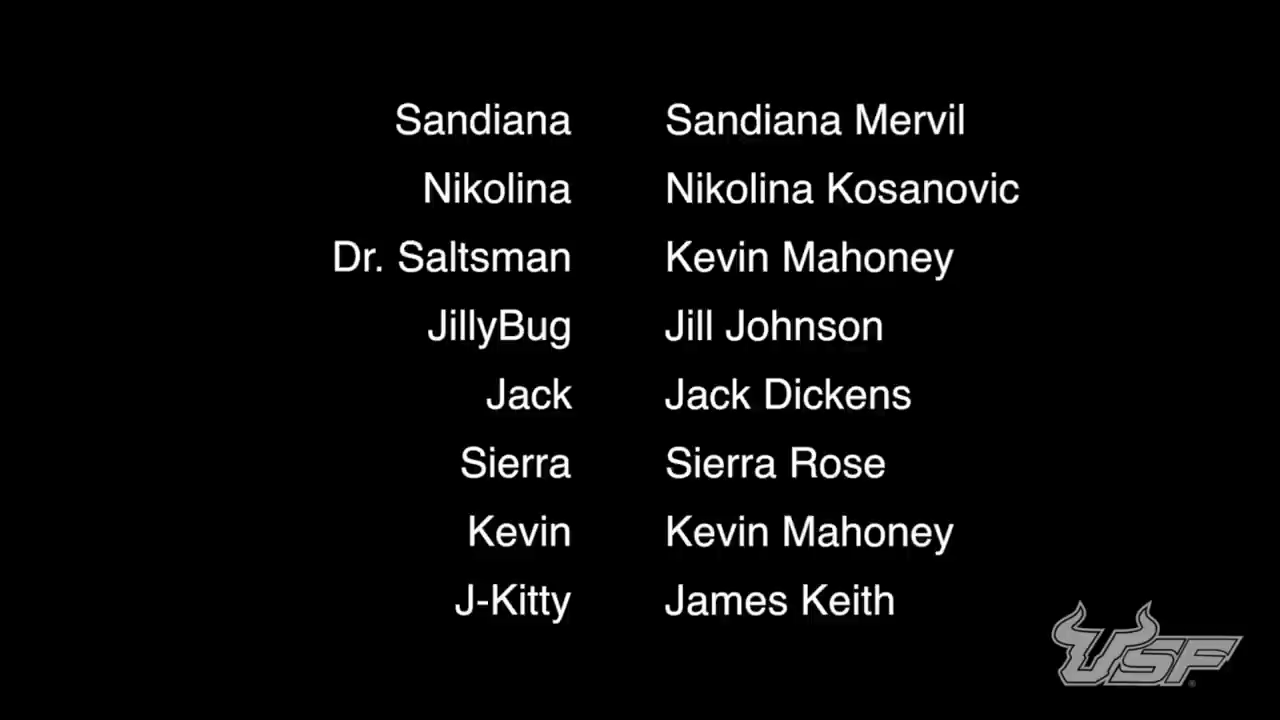 Sandiana Sandiana Mervil
Nikolina Nikolina Kosanovic
Dr. Saltsman Kevin Mahoney
JillyBug Jill Johnson
Jack Jack Dickens
Sierra Sierra Rose
Kevin Kevin Mahoney
J-Kitty James Keith
USF®